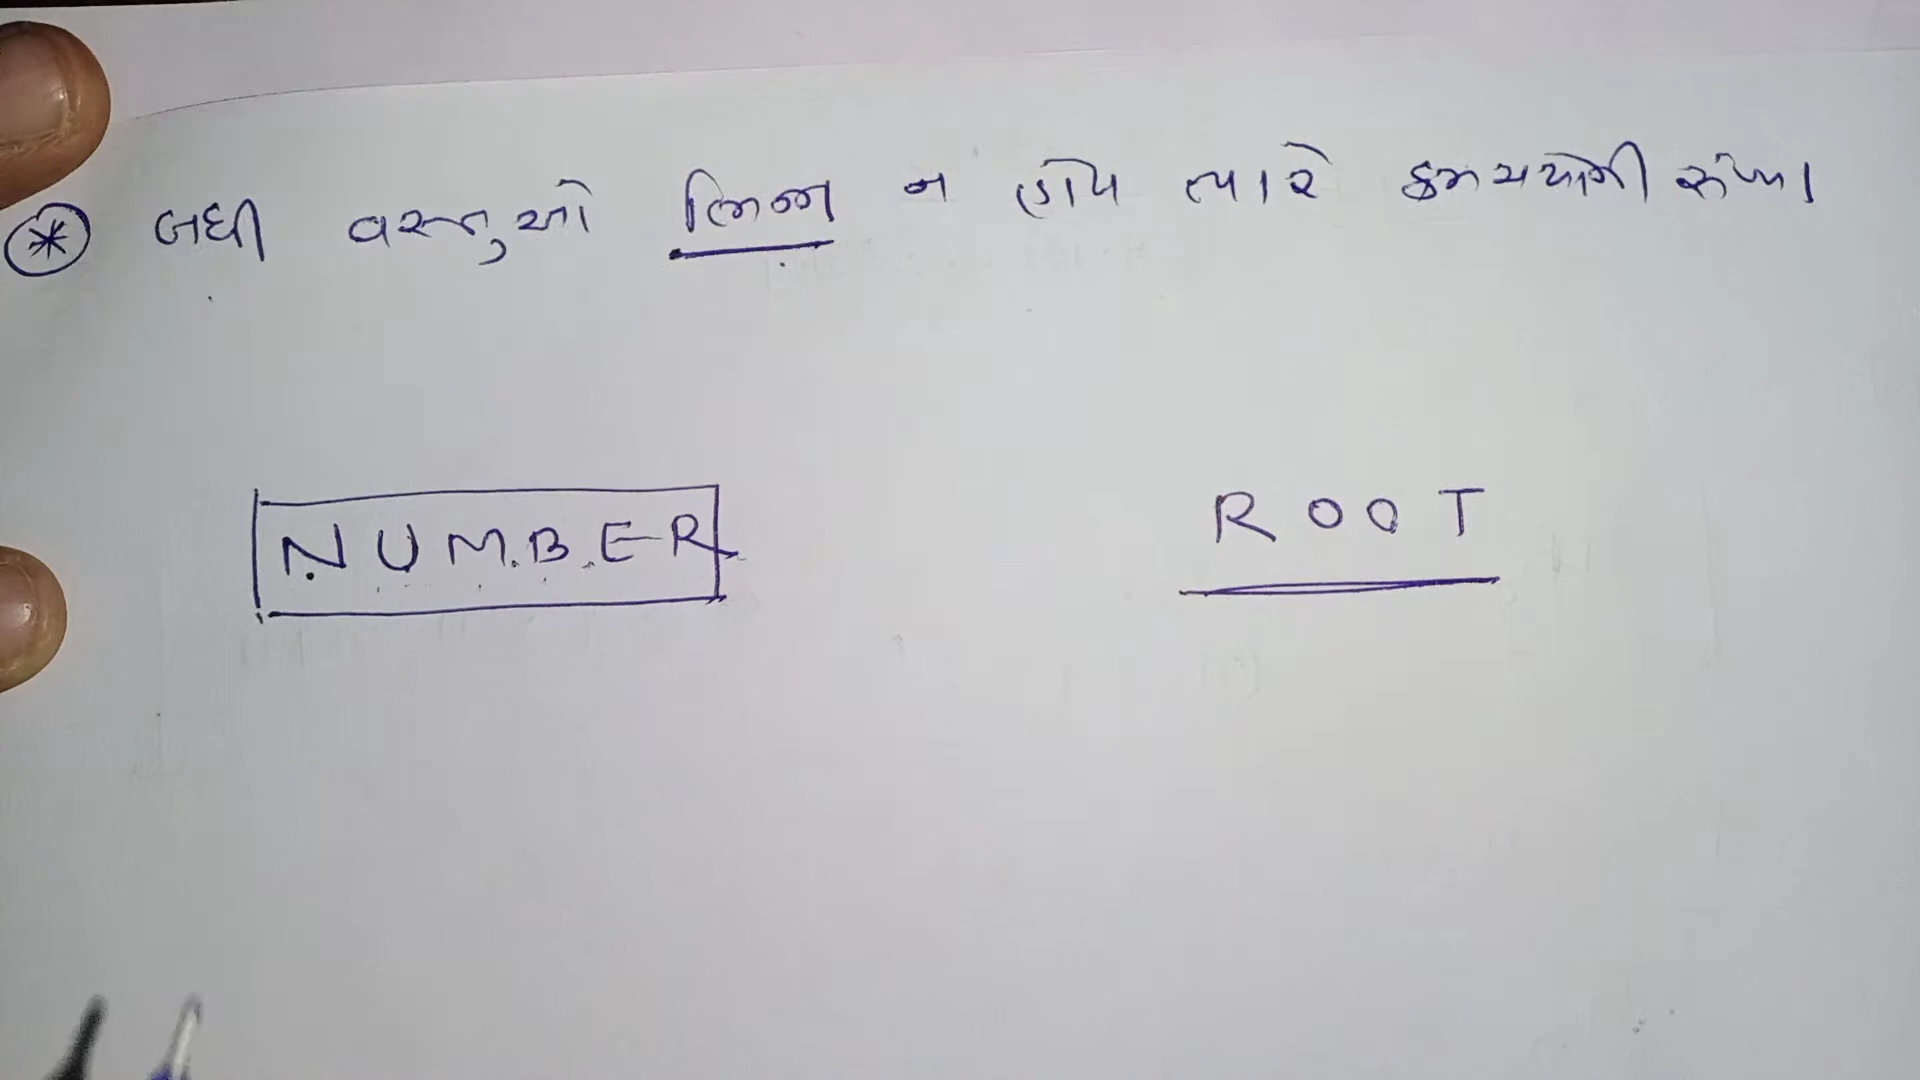 * બધી વસ્તુઓ ભિન્ન ન હોય ત્યારે ક્રમચયોની સંખ્યા
NUMBER ROOT